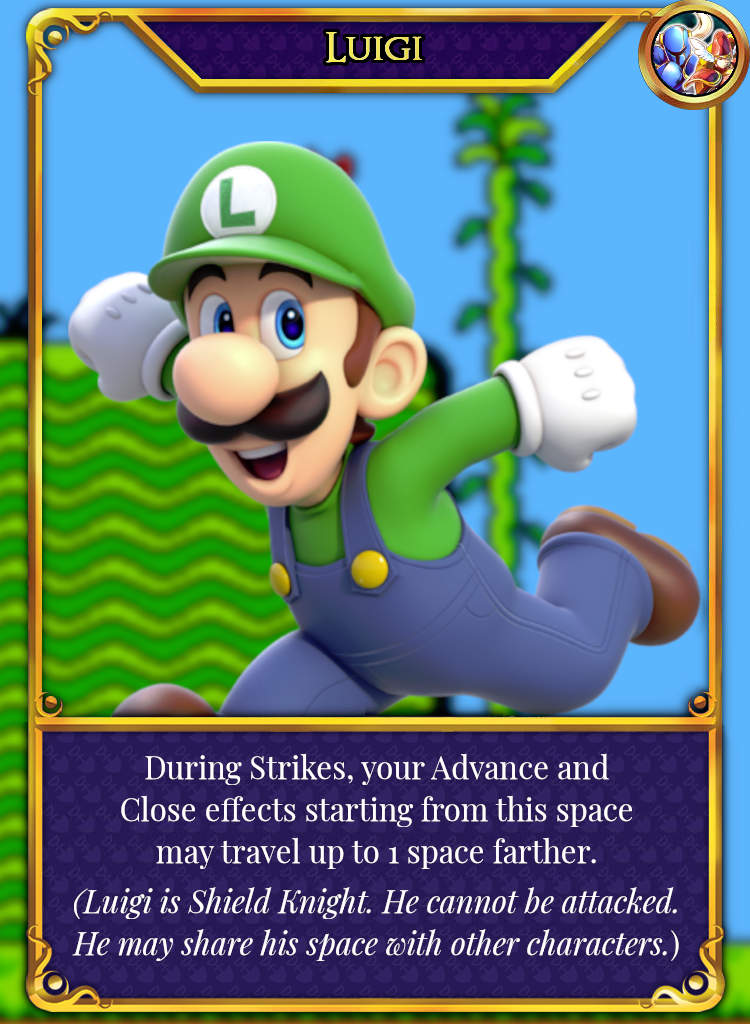 Luigi
L
During Strikes, your Advance and
Close effects starting from this space
may travel up to 1 space farther.
(Luigi is Shield Knight. He cannot be attacked.
He may share his space with other characters.)